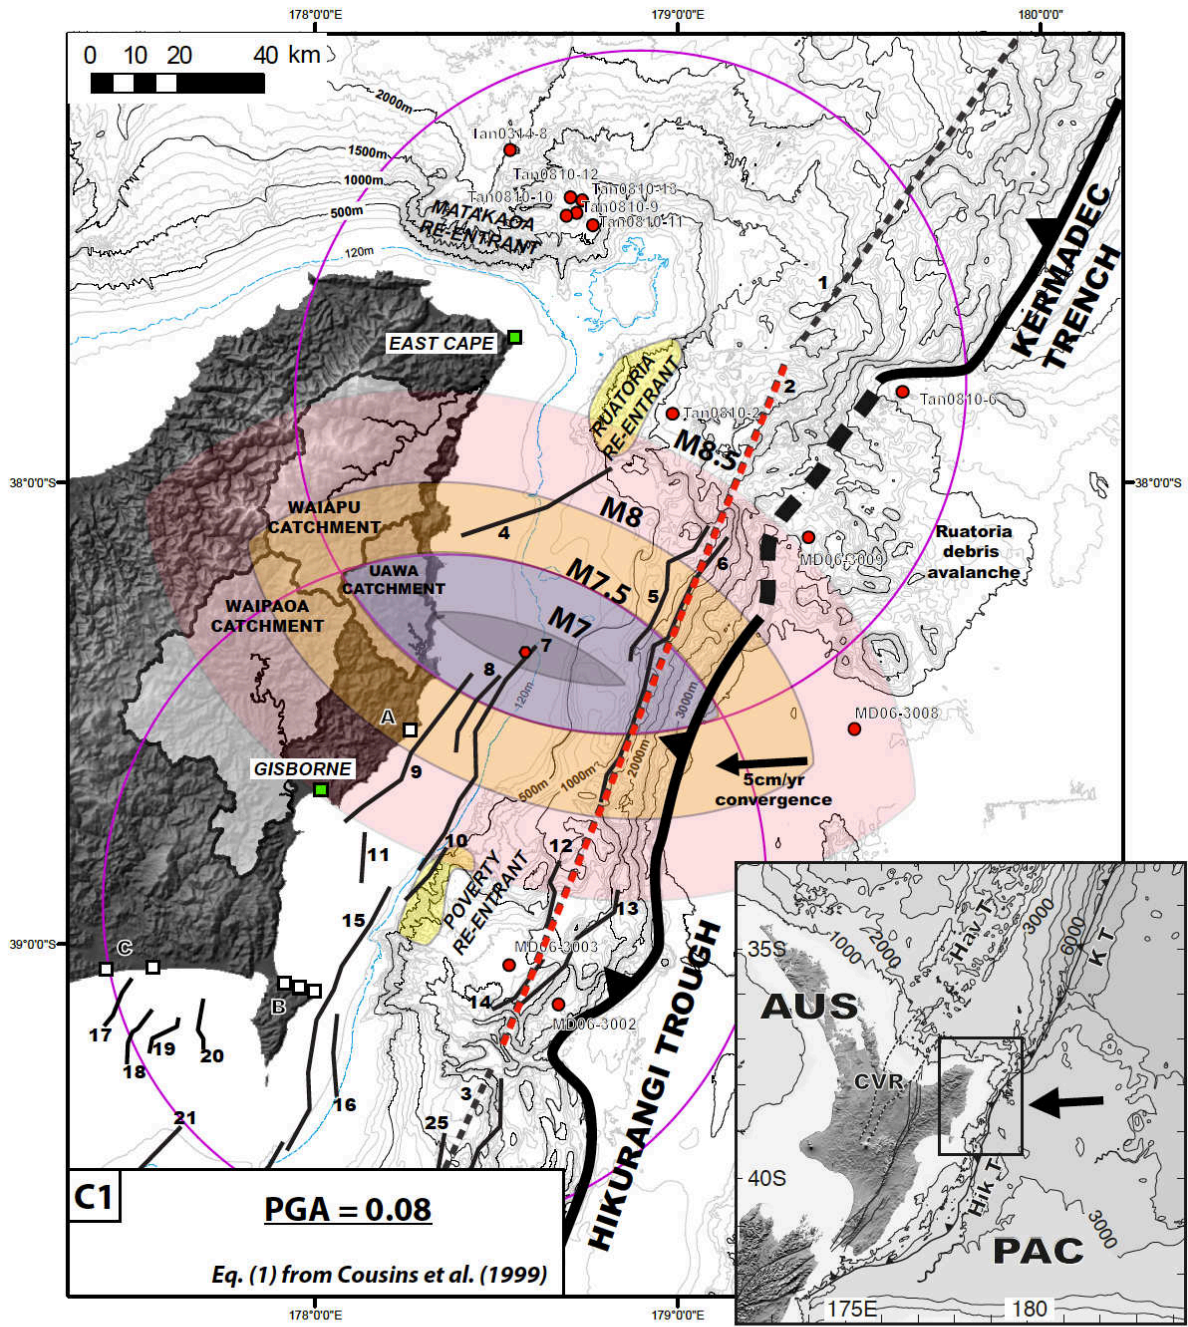 178°0'0"E
179°0'0"E
180°0'0"
0 10 20 40 km
2000m
1500m
1000m
500m
120m
Tan0314-8
Tan0810-12
Tan0810-13
Tan0810-10
Tan0810-9
Tan0810-11
MATAKAOA
RE-ENTRANT
KERMADEC
TRENCH
1
EAST CAPE
RUATORIA
RE-ENTRANT
2
Tan0810-2
Tan0810-6
M8.5
38°0'0"S
38°0'0"S
WAIAPU
CATCHMENT
M8
4
Ruatoria
debris
avalanche
MD06-3009
UAWA
CATCHMENT
M7.5
5
6
WAIPAOA
CATCHMENT
M7
7
8
120m
3000m
MD06-3008
A
2000m
GISBORNE
9
500m
1000m
5cm/yr
convergence
10
11
12
POVERTY
RE-ENTRANT
13
15
39°0'0"S
C
MD06-3003
B
14
MD06-3002
HIKURANGI TROUGH
17
18
19
20
3
16
21
25
C1
PGA = 0.08
Eq. (1) from Cousins et al. (1999)
35S
1000
2000
Hav T
3000
6000
K T
AUS
CVR
40S
Hik T
3000
PAC
175E
180
178°0'0"E
179°0'0"E